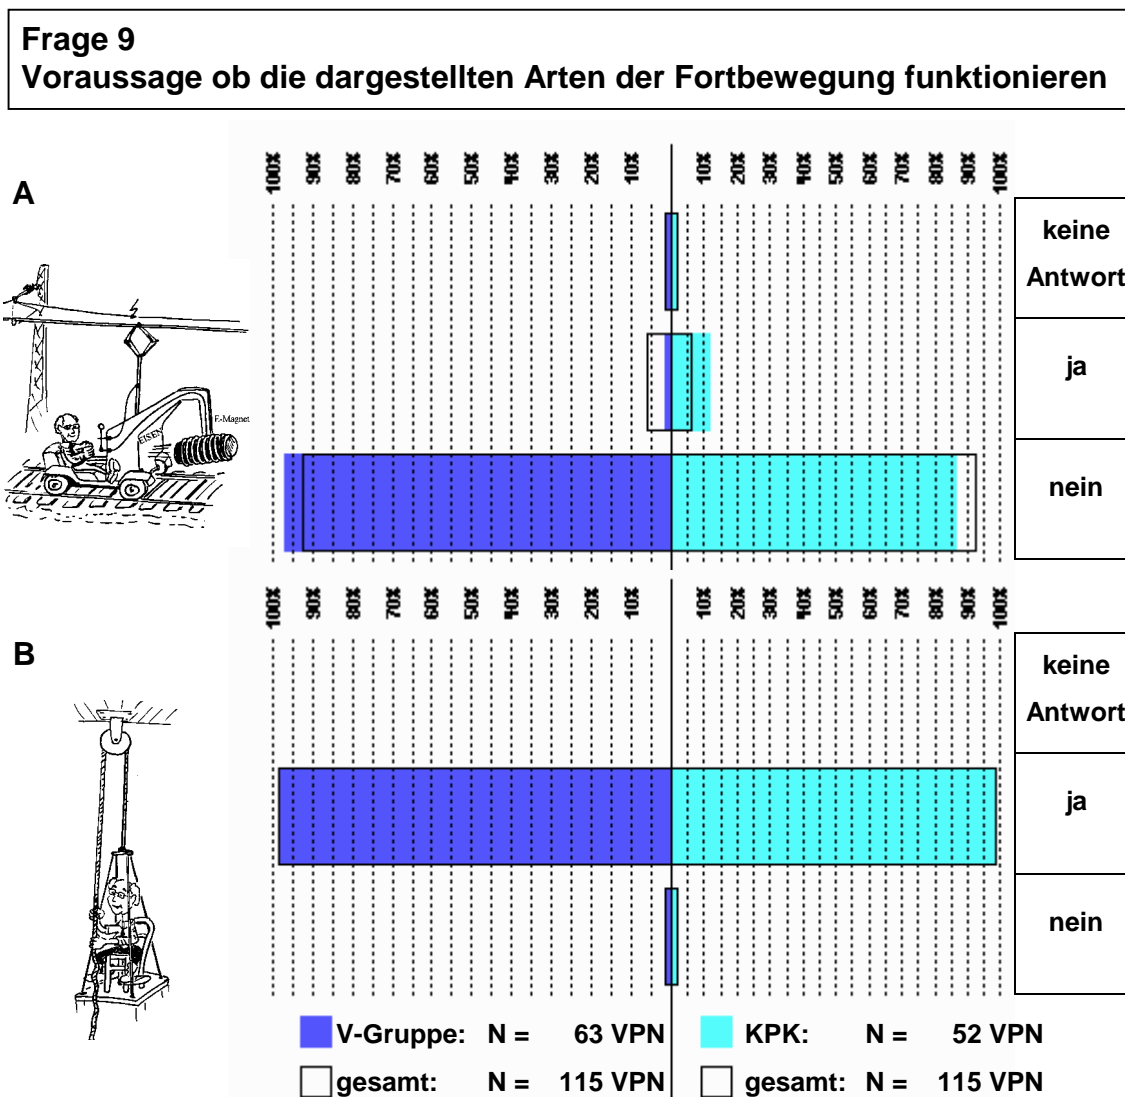 Frage 9
Voraussage ob die dargestellten Arten der Fortbewegung funktionieren
A
100% 90% 80% 70% 60% 50% 40% 30% 20% 10% 10% 20% 30% 40% 50% 60% 70% 80% 90% 100%
keine
Antwort
ja
nein
E.-Magnet
EISEN
B
100% 90% 80% 70% 60% 50% 40% 30% 20% 10% 10% 20% 30% 40% 50% 60% 70% 80% 90% 100%
keine
Antwort
ja
nein
V-Gruppe: N = 63 VPN KPK: N = 52 VPN
gesamt: N = 115 VPN gesamt: N = 115 VPN